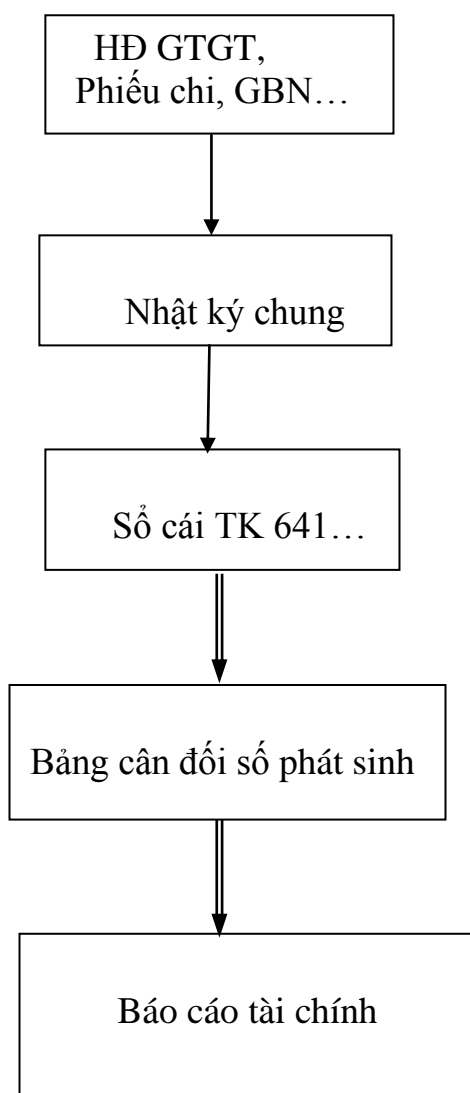 HĐ GTGT,
Phiếu chi, GBN…
Nhật ký chung
Sổ cái TK 641…
Bảng cân đối số phát sinh
Báo cáo tài chính